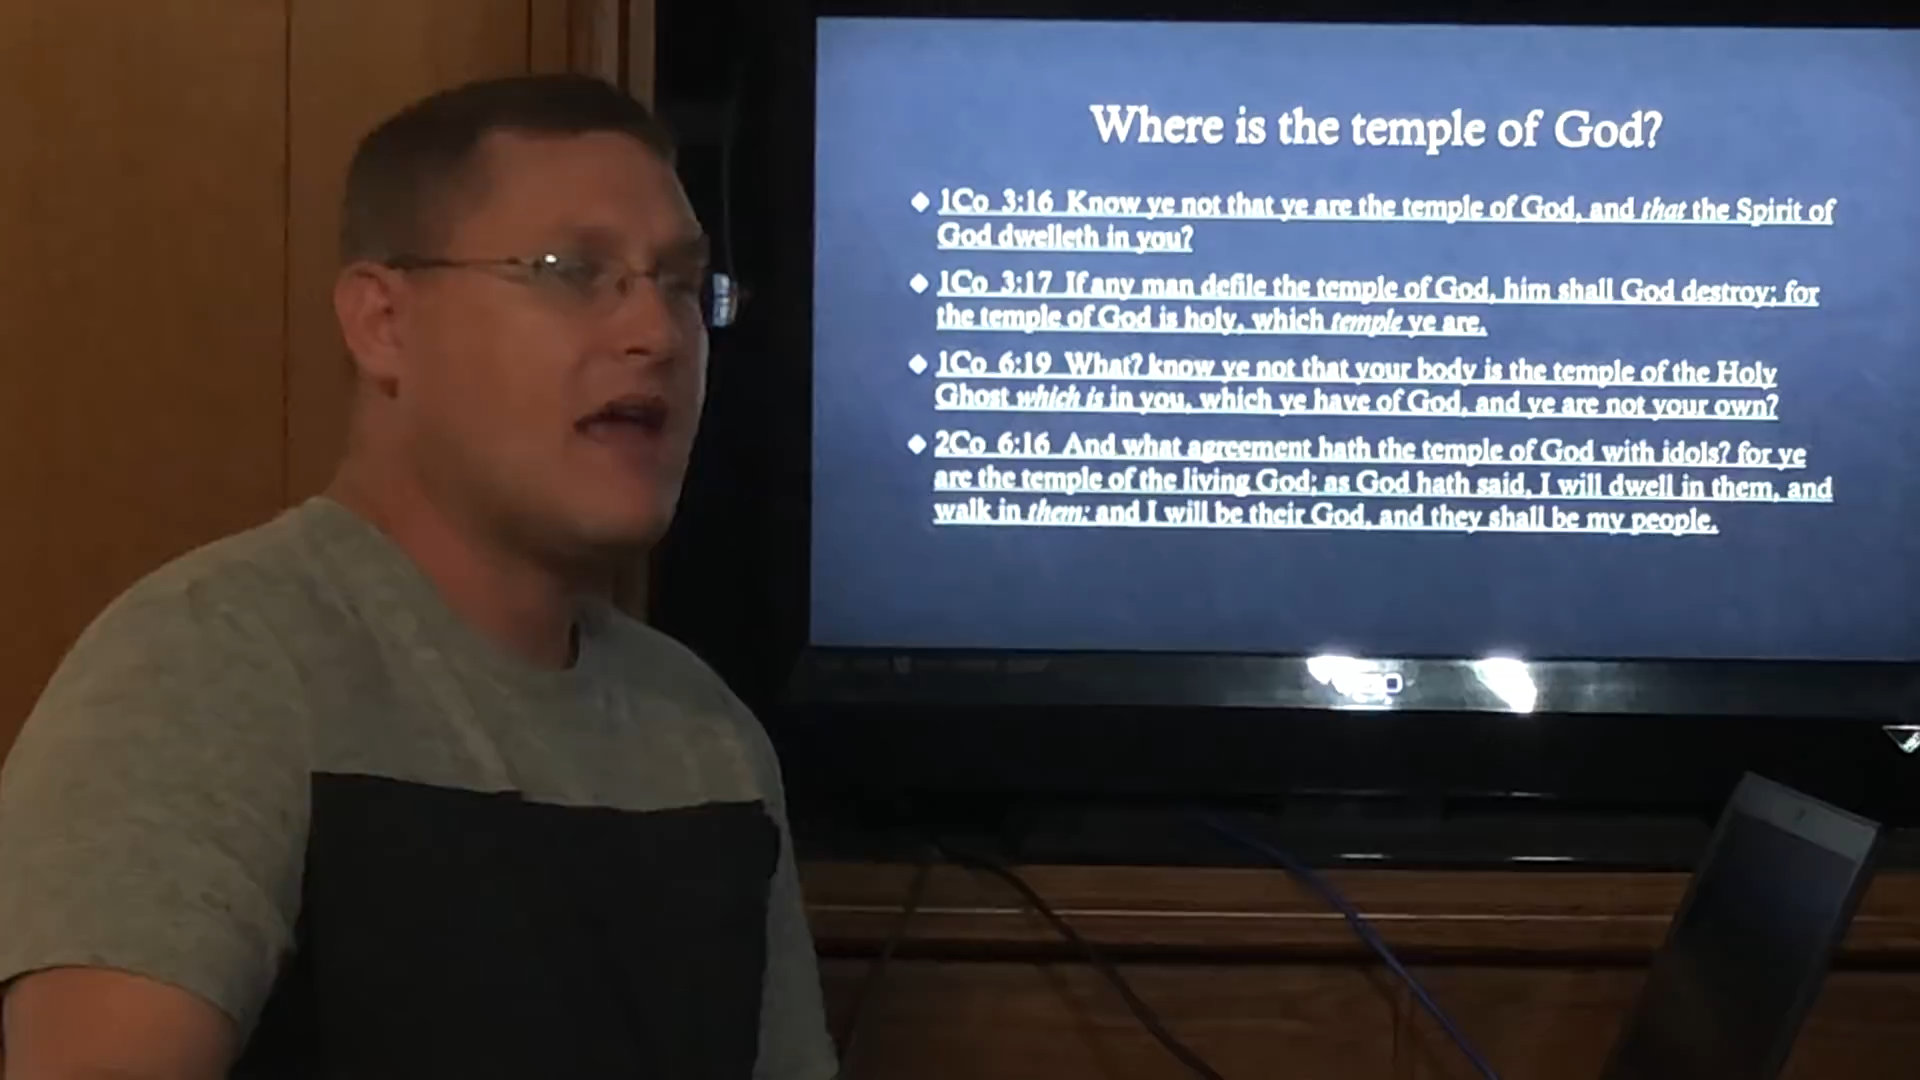 Where is the temple of God?
◆ 1Co 3:16 Know ye not that ye are the temple of God, and that the Spirit of
God dwelleth in you?
◆ 1Co 3:17 If any man defile the temple of God, him shall God destroy; for
the temple of God is holy, which temple ye are.
◆ 1Co 6:19 What? know ye not that your body is the temple of the Holy
Ghost which is in you, which ye have of God, and ye are not your own?
◆ 2Co 6:16 And what agreement hath the temple of God with idols? for ye
are the temple of the living God; as God hath said, I will dwell in them, and
walk in them; and I will be their God, and they shall be my people.